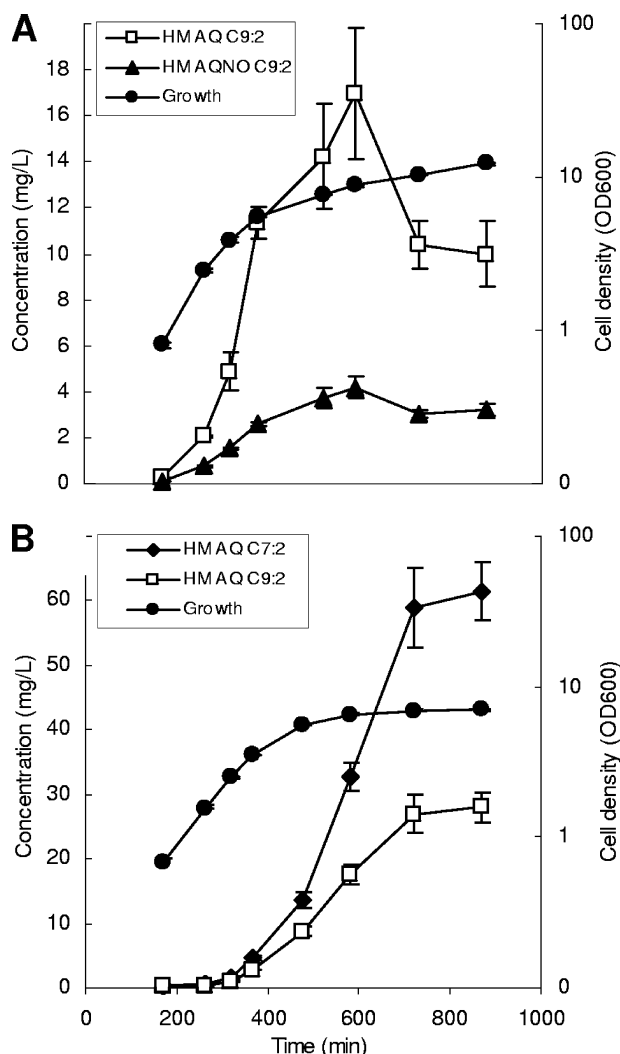 A
HMAQ C9:2
HMAQNO C9:2
Growth
Concentration (mg/L)
18
16
14
12
10
8
6
4
2
0
100
10
1
0
Cell density (OD600)
B
HMAQ C7:2
HMAQ C9:2
Growth
Concentration (mg/L)
60
50
40
30
20
10
0
100
10
1
0
Cell density (OD600)
0 200 400 600 800 1000
Time (min)